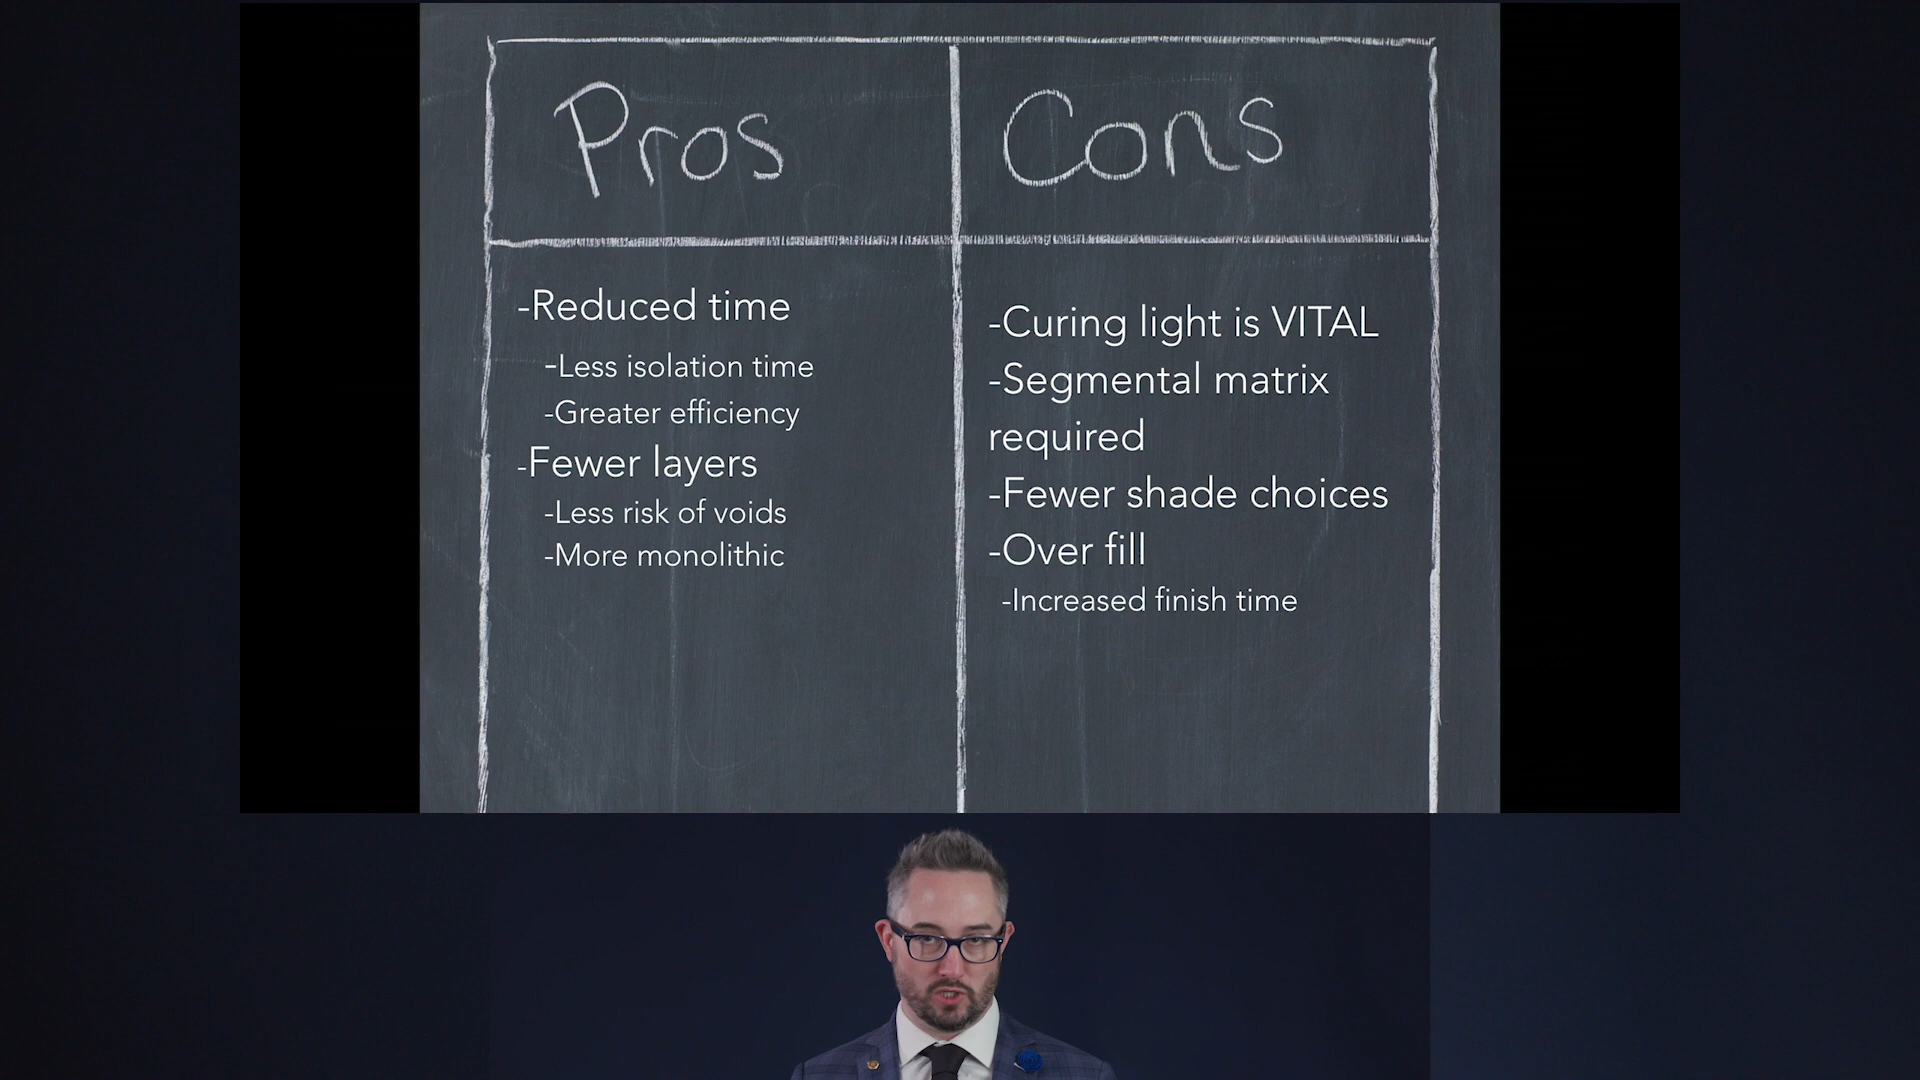 Pros
Cons
-Reduced time
-Less isolation time
-Greater efficiency
-Fewer layers
-Less risk of voids
-More monolithic
-Curing light is VITAL
-Segmental matrix
required
-Fewer shade choices
-Over fill
-Increased finish time